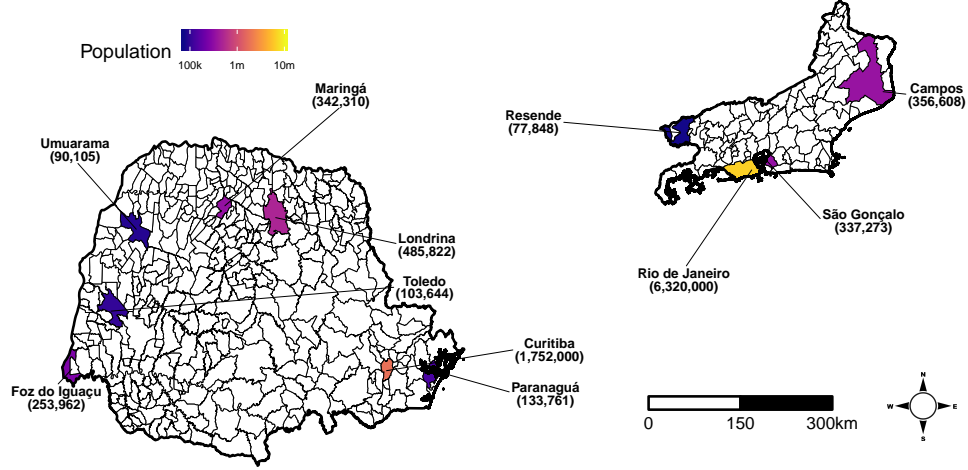 Population
100k 1m 10m
Maringá
(342,310)
Umuarama
(90,105)
Londrina
(485,822)
Toledo
(103,644)
Curitiba
(1,752,000)
Foz do Iguaçu
(253,962)
Paranaguá
(133,761)
Resende
(77,848)
Campos
(356,608)
São Gonçalo
(337,273)
Rio de Janeiro
(6,320,000)
0 150 300km
N
W E
S